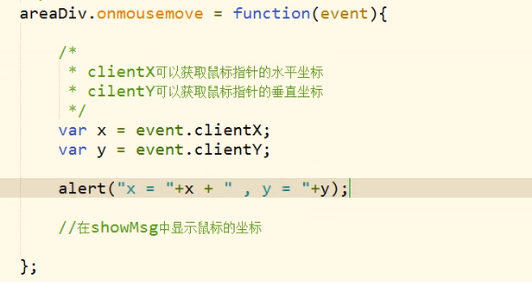 areaDiv.onmousemove = function(event){
/*
* clientX可以获取鼠标指针的水平坐标
* cilentY可以获取鼠标指针的垂直坐标
*/
var x = event.clientX;
var y = event.clientY;
alert("x = "+x + " , y = "+y);
//在showMsg中显示鼠标的坐标
};